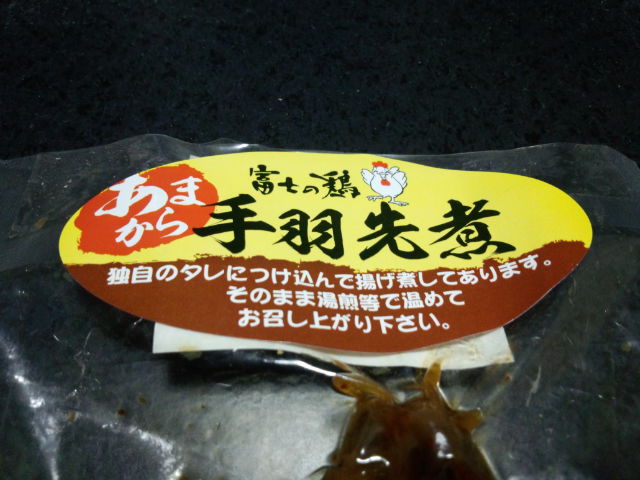 富士の鶏
あまから
手羽先煮
独自のタレにつけ込んで揚げ煮してあります。
そのまま湯煎等で温めて
お召し上がり下さい。